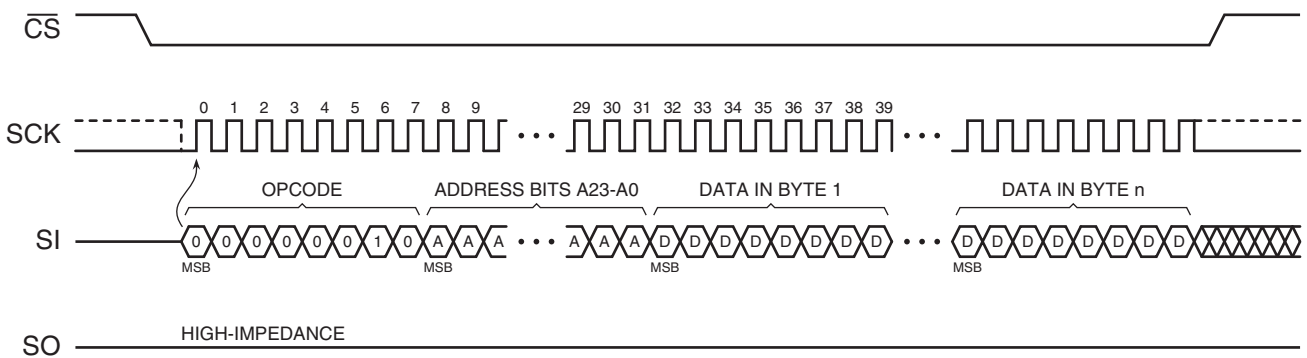 CS
0 1 2 3 4 5 6 7 8 9 29 30 31 32 33 34 35 36 37 38 39
SCK
OPCODE ADDRESS BITS A23-A0 DATA IN BYTE 1 DATA IN BYTE n
SI 0 0 0 0 0 0 1 0 A A A A A A D D D D D D D D D D D D D D D D
MSB MSB MSB MSB
HIGH-IMPEDANCE
SO